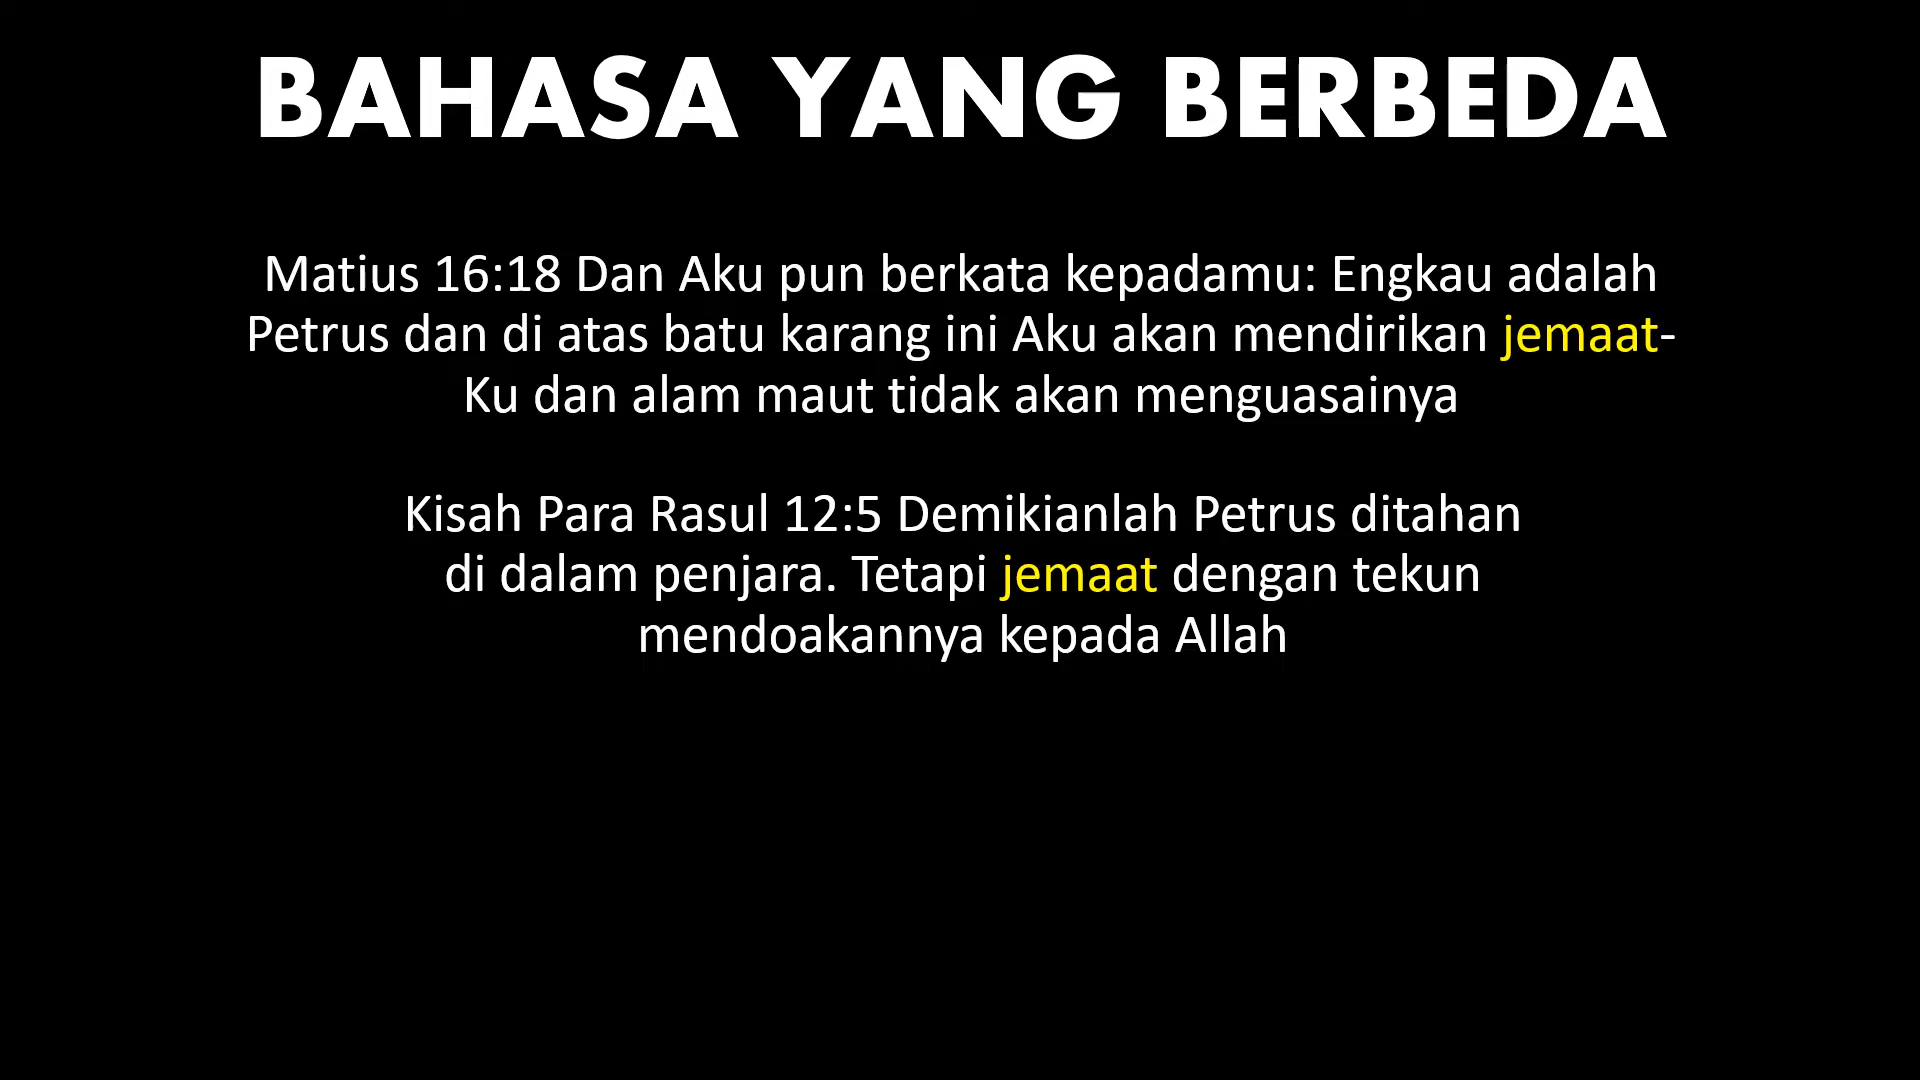 BAHASA YANG BERBEDA
Matius 16:18 Dan Aku pun berkata kepadamu: Engkau adalah
Petrus dan di atas batu karang ini Aku akan mendirikan jemaat-
Ku dan alam maut tidak akan menguasainya
Kisah Para Rasul 12:5 Demikianlah Petrus ditahan
di dalam penjara. Tetapi jemaat dengan tekun
mendoakannya kepada Allah